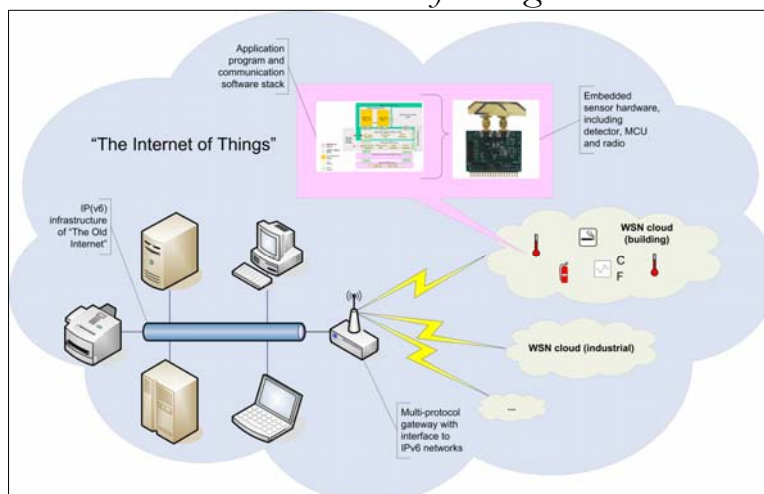 Application
program and
communication
software stack
Embedded
sensor hardware,
including
detector, MCU
and radio
“The Internet of Things”
IP(v6)
infrastructure
of “The Old
Internet”
WSN cloud
(building)
C
F
WSN cloud (industrial)
...
Multi-protocol
gateway with
interface to
IPv6 networks